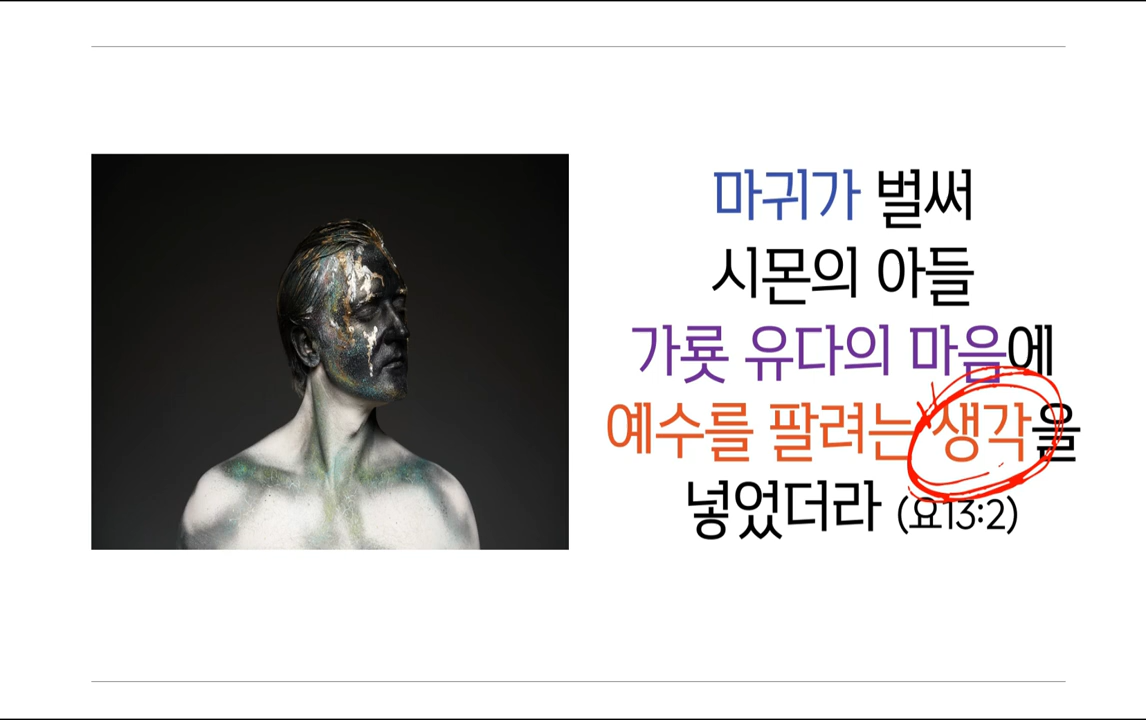 마귀가 벌써
시몬의 아들
가룟 유다의 마음에
예수를 팔려는 생각을
넣었더라 (요13:2)